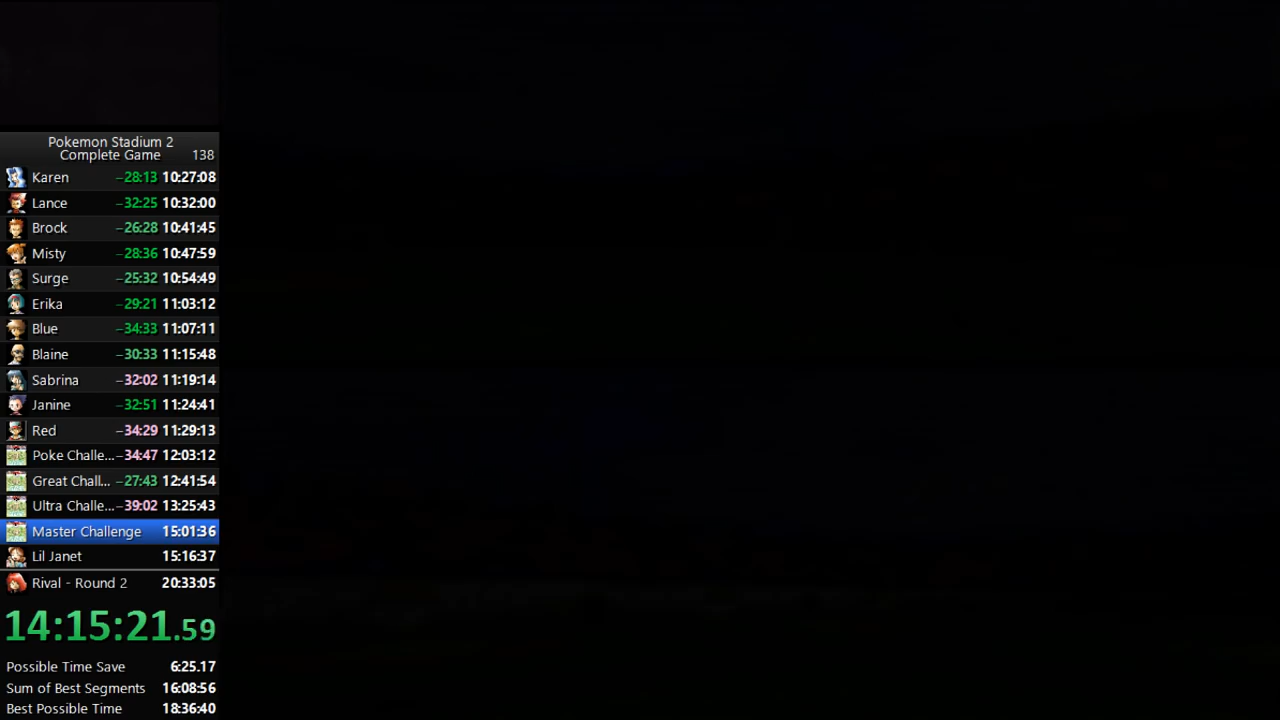 Pokemon Stadium 2
Complete Game 138
Karen −28:13 10:27:08
Lance −32:25 10:32:00
Brock −26:28 10:41:45
Misty −28:36 10:47:59
Surge −25:32 10:54:49
Erika −29:21 11:03:12
Blue −34:33 11:07:11
Blaine −30:33 11:15:48
Sabrina −32:02 11:19:14
Janine −32:51 11:24:41
Red −34:29 11:29:13
Poke Challe... −34:47 12:03:12
Great Chall... −27:43 12:41:54
Ultra Challe... −39:02 13:25:43
Master Challenge 15:01:36
Lil Janet 15:16:37
Rival - Round 2 20:33:05
14:15:21.59
Possible Time Save 6:25.17
Sum of Best Segments 16:08:56
Best Possible Time 18:36:40